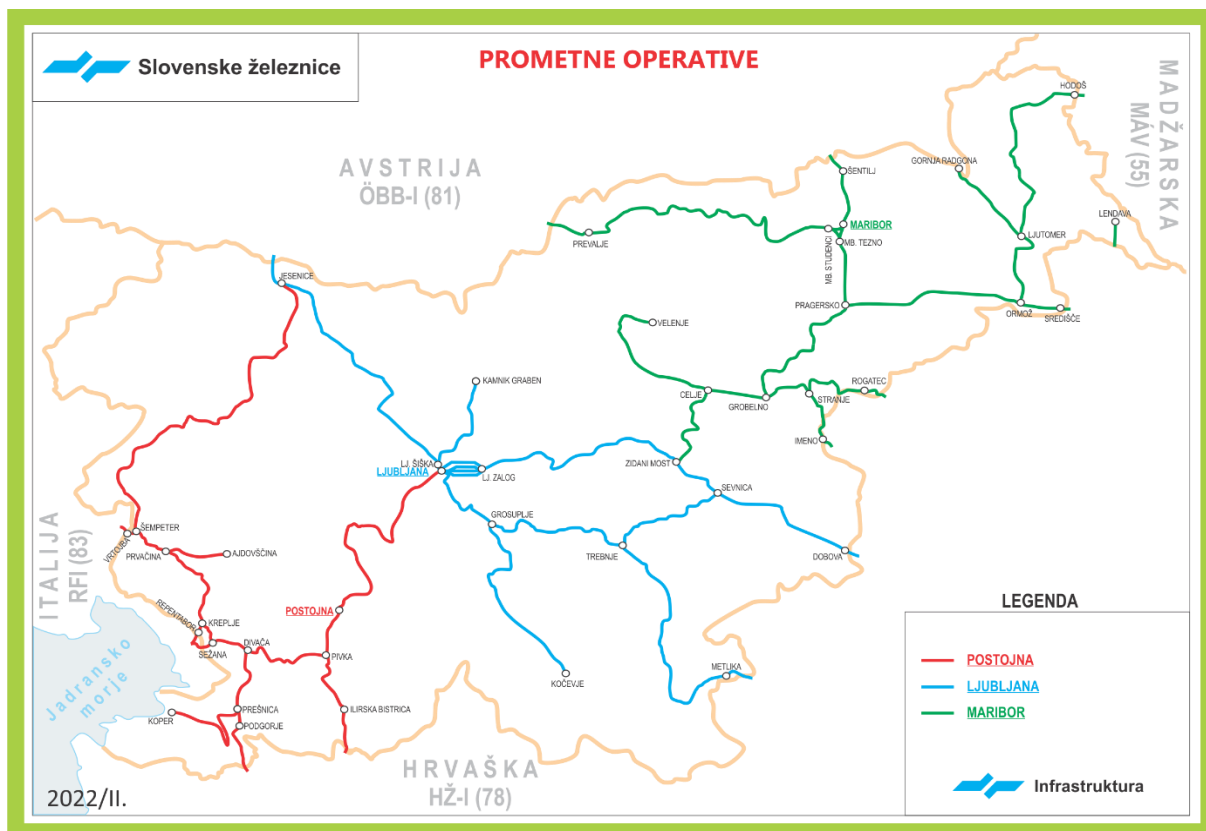 Slovenske železnice
PROMETNE OPERATIVE
AVSTRIJA
ÖBB-I (81)
MADŽARSKA
MÁV (55)
HODOŠ
GORNJA RADGONA
ŠENTILJ
LENDAVA
MARIBOR
PREVALJE
MB. STUDENCI
MB. TEZNO
LJUTOMER
JESENICE
PRAGERSKO
ORMOŽ
SREDIŠČE
VELENJE
KAMNIK GRABEN
CELJE
GROBELNO
ROGATEC
STRANJE
IMENO
LJ. ŠIŠKA
LJUBLJANA
LJ. ZALOG
ZIDANI MOST
SEVNICA
GROSUPLJE
TREBNJE
DOBOVA
ITALIJA
RFI (83)
ŠEMPETER
VRTOJBA
PRVAČINA
AJDOVŠČINA
REPENTABOR
KREPLJE
SEŽANA
DIVAČA
POSTOJNA
PIVKA
KOČEVJE
METLIKA
Jadransko
morje
KOPER
PREŠNICA
PODGORJE
ILIRSKA BISTRICA
HRVAŠKA
HŽ-I (78)
LEGENDA
POSTOJNA
LJUBLJANA
MARIBOR
Infrastruktura
2022/II.